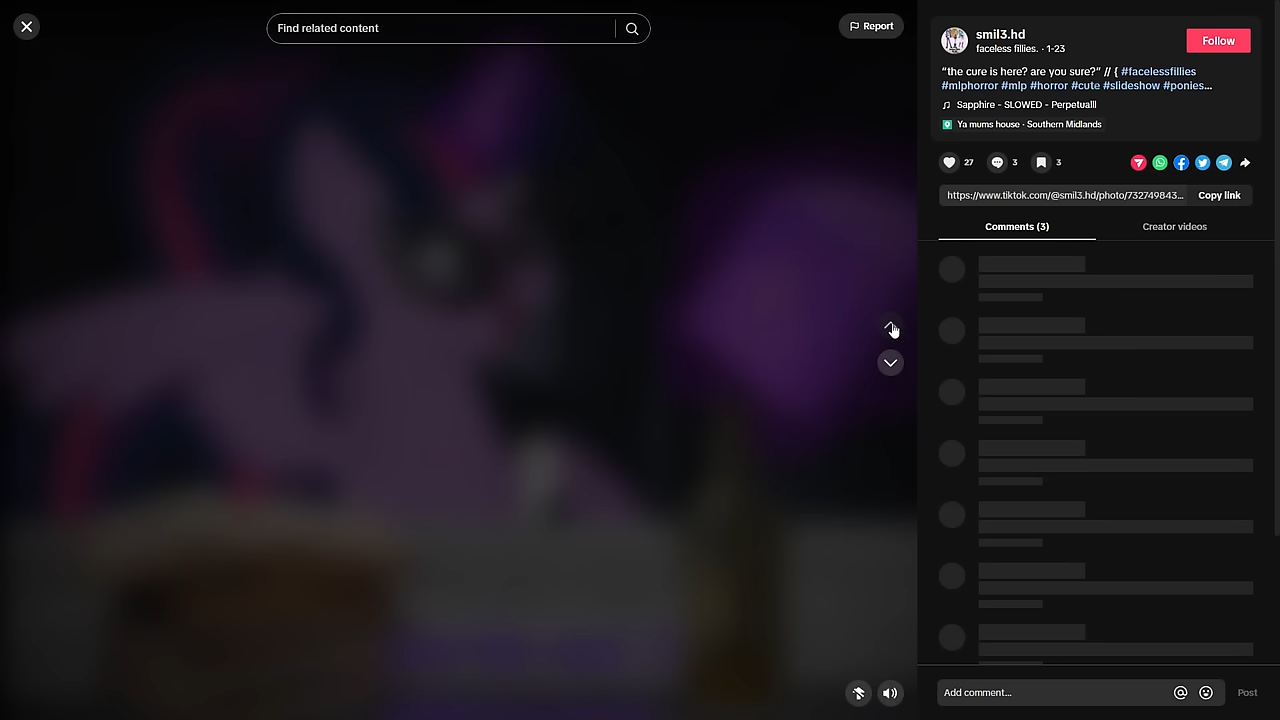 Find related content
Report
smil3.hd
faceless fillies. · 1-23
Follow
“the cure is here? are you sure?” // { #facelessfillies
#mlphorror #mlp #horror #cute #slideshow #ponies...
Sapphire - SLOWED - Perpetualll
Ya mums house · Southern Midlands
27
3
3
https://www.tiktok.com/@smil3.hd/photo/732749843...
Copy link
Comments (3)
Creator videos
Add comment...
Post